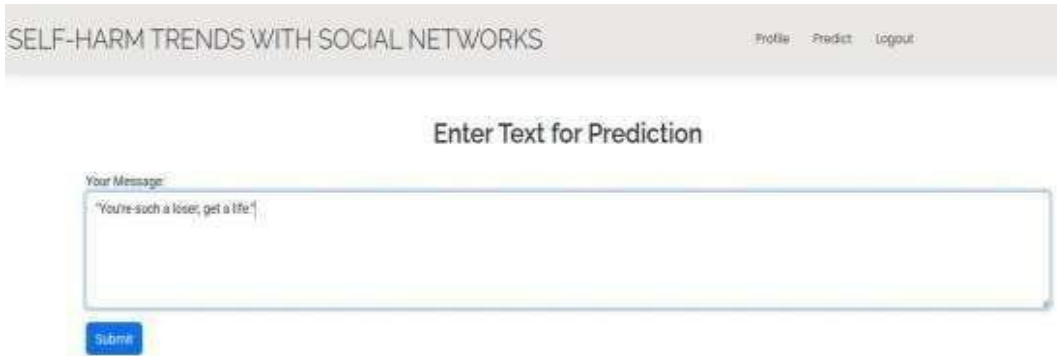 SELF-HARM TRENDS WITH SOCIAL NETWORKS Profile Predict Logout
Enter Text for Prediction
Your Message:
"You're such a loser, get a life."
Submit